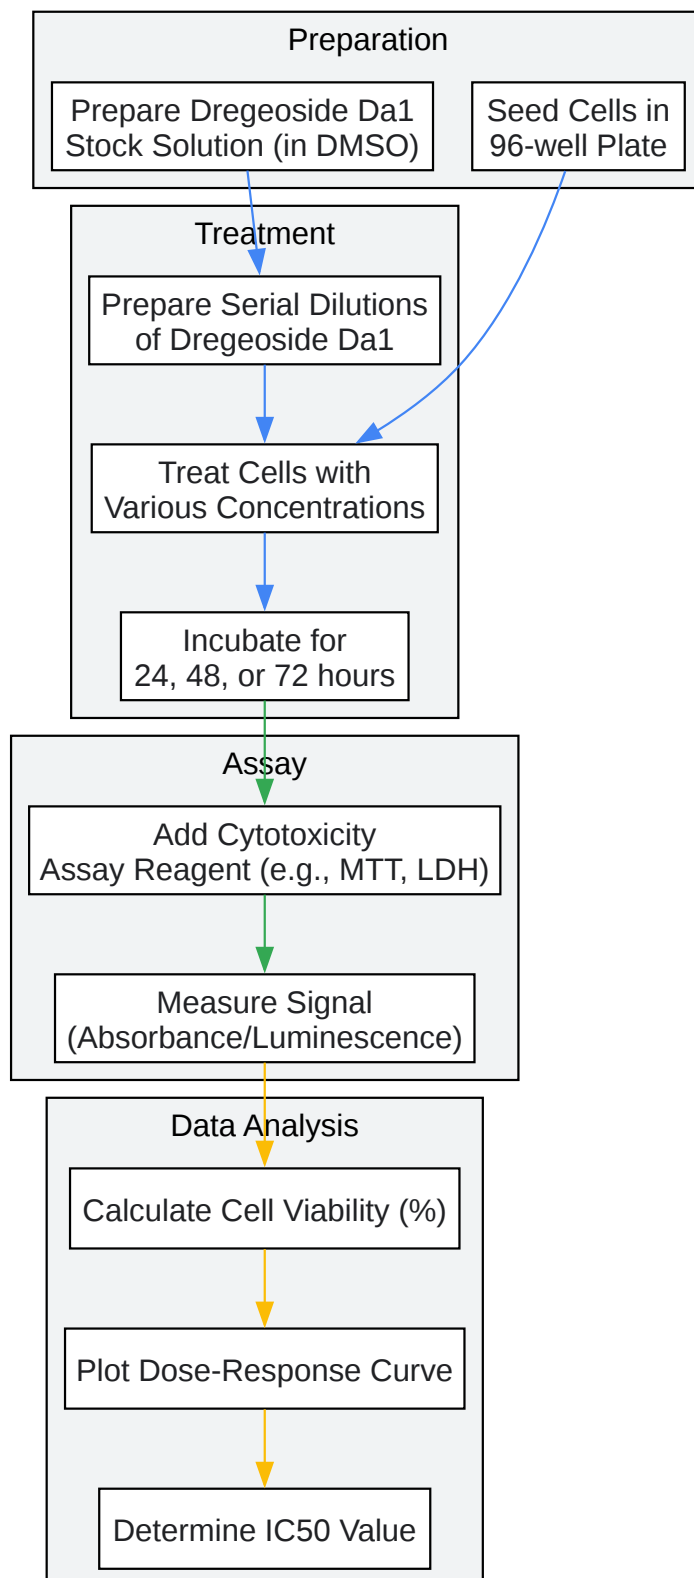 Preparation
Prepare Dregeoside Da1
Stock Solution (in DMSO)
Seed Cells in
96-well Plate
Treatment
Prepare Serial Dilutions
of Dregeoside Da1
Treat Cells with
Various Concentrations
Incubate for
24, 48, or 72 hours
Assay
Add Cytotoxicity
Assay Reagent (e.g., MTT, LDH)
Measure Signal
(Absorbance/Luminescence)
Data Analysis
Calculate Cell Viability (%)
Plot Dose-Response Curve
Determine IC50 Value